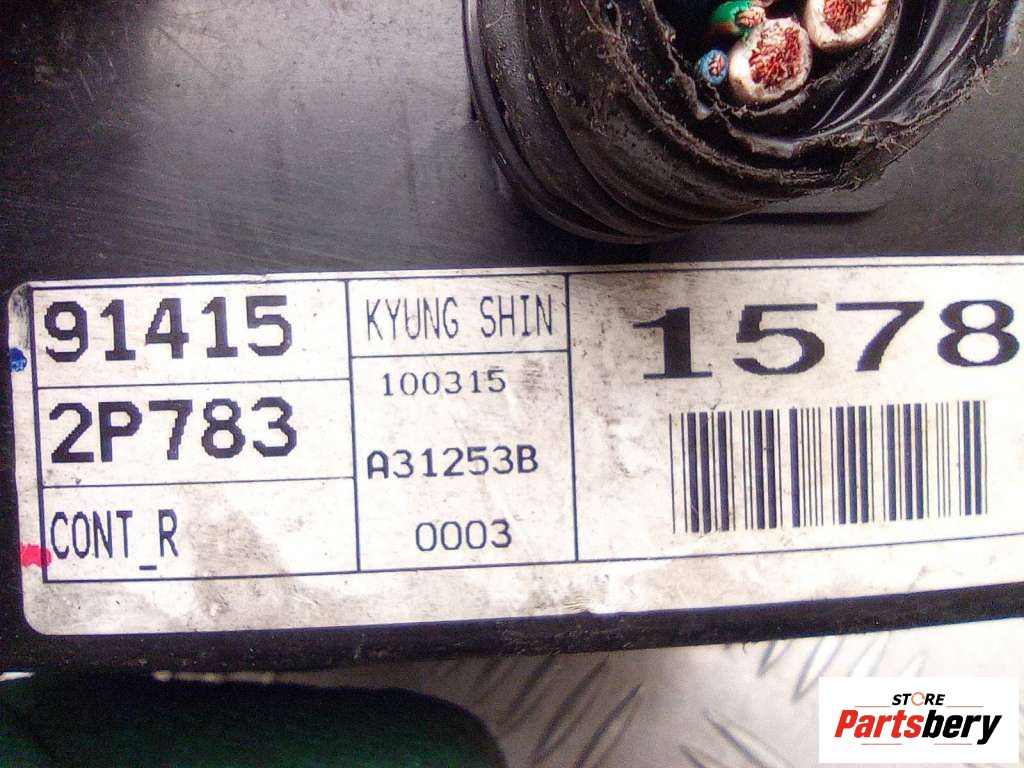 91415
2P783
CONT_R
KYUNG SHIN
100315
A31253B
0003
1578
STORE
Partsbery